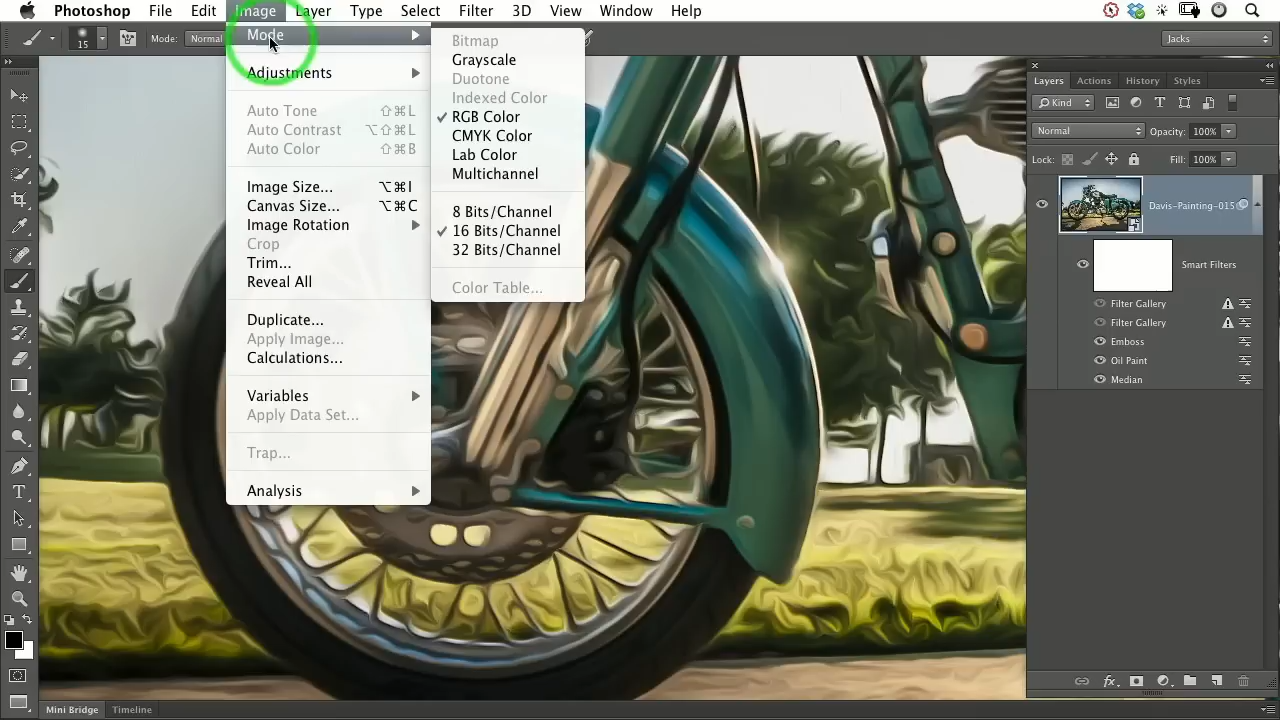 Photoshop File Edit Image Layer Type Select Filter 3D View Window Help
15 Mode: Normal Jacks
Mode
Adjustments
Auto Tone ⇧⌘L
Auto Contrast ⌥⇧⌘L
Auto Color ⇧⌘B
Image Size... ⌥⌘I
Canvas Size... ⌥⌘C
Image Rotation
Crop
Trim...
Reveal All
Duplicate...
Apply Image...
Calculations...
Variables
Apply Data Set...
Trap...
Analysis
Bitmap
Grayscale
Duotone
Indexed Color
✓ RGB Color
CMYK Color
Lab Color
Multichannel
8 Bits/Channel
✓ 16 Bits/Channel
32 Bits/Channel
Color Table...
Layers Actions History Styles
Kind
Normal Opacity: 100%
Lock: Fill: 100%
Davis-Painting-015
Smart Filters
Filter Gallery
Filter Gallery
Emboss
Oil Paint
Median
Mini Bridge Timeline